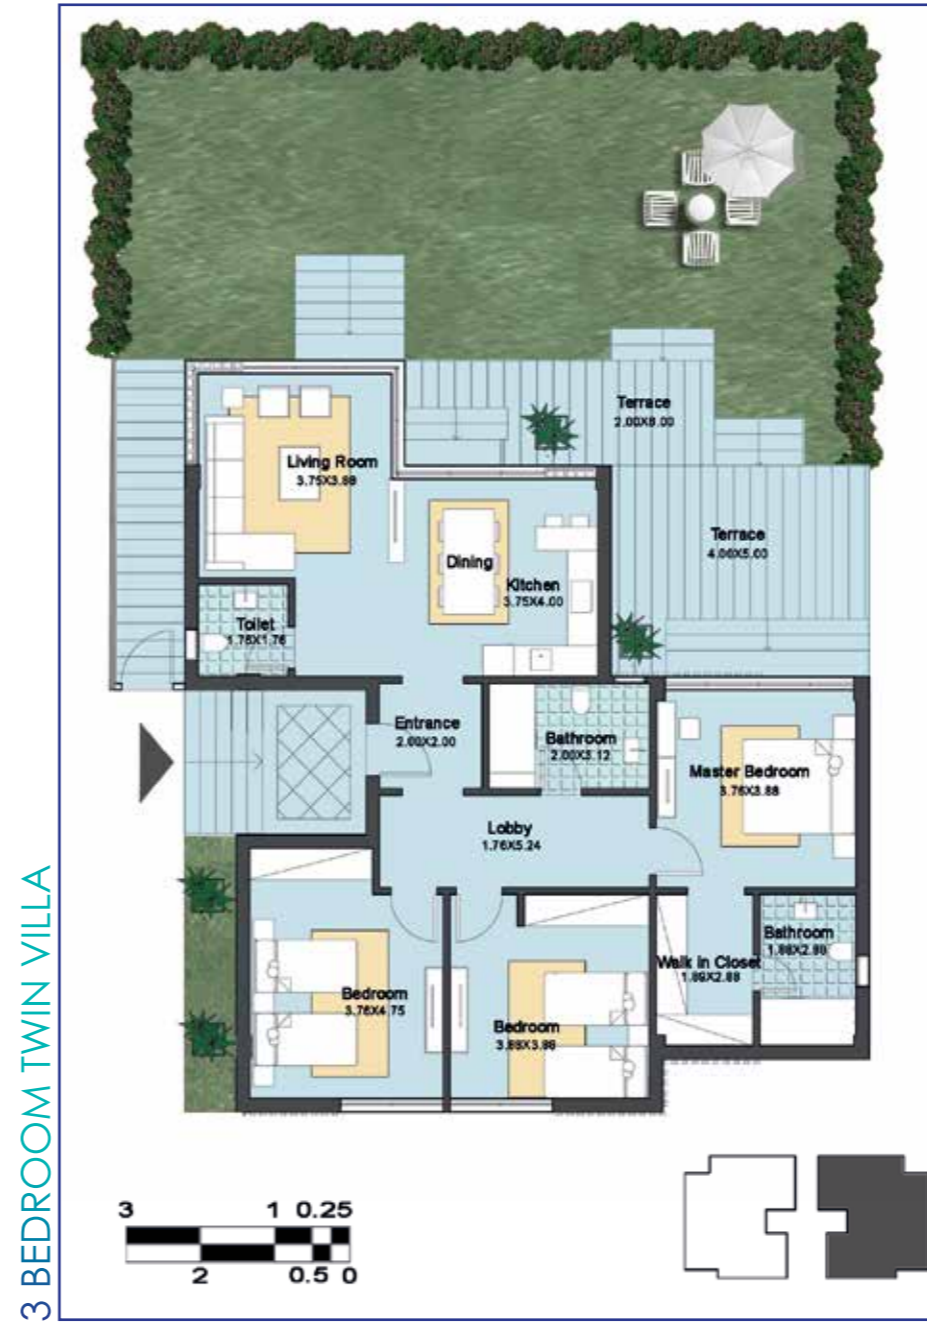 3 BEDROOM TWIN VILLA
Terrace
2.00X8.00
Living Room
3.75X3.88
Terrace
4.00X5.00
Dining
Kitchen
3.75X4.00
Toilet
1.76X1.76
Entrance
2.00X2.00
Bathroom
2.00X3.12
Master Bedroom
3.76X3.88
Lobby
1.76X5.24
Bathroom
1.88X2.88
Walk in Closet
1.89X2.88
Bedroom
3.76X4.75
Bedroom
3.88X3.88
3 1 0.25
2 0.5 0